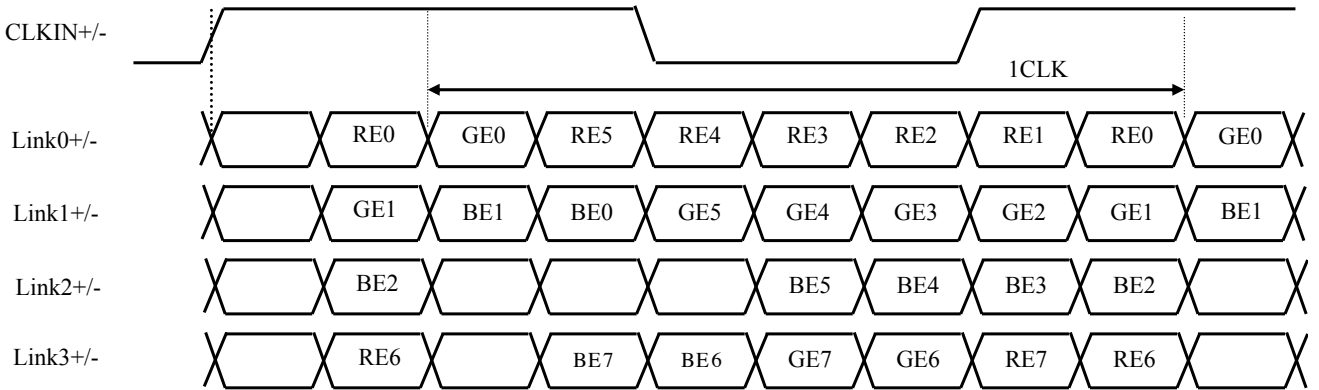 CLKIN+/-
1CLK
Link0+/- RE0 GE0 RE5 RE4 RE3 RE2 RE1 RE0 GE0
Link1+/- GE1 BE1 BE0 GE5 GE4 GE3 GE2 GE1 BE1
Link2+/- BE2 BE5 BE4 BE3 BE2
Link3+/- RE6 BE7 BE6 GE7 GE6 RE7 RE6